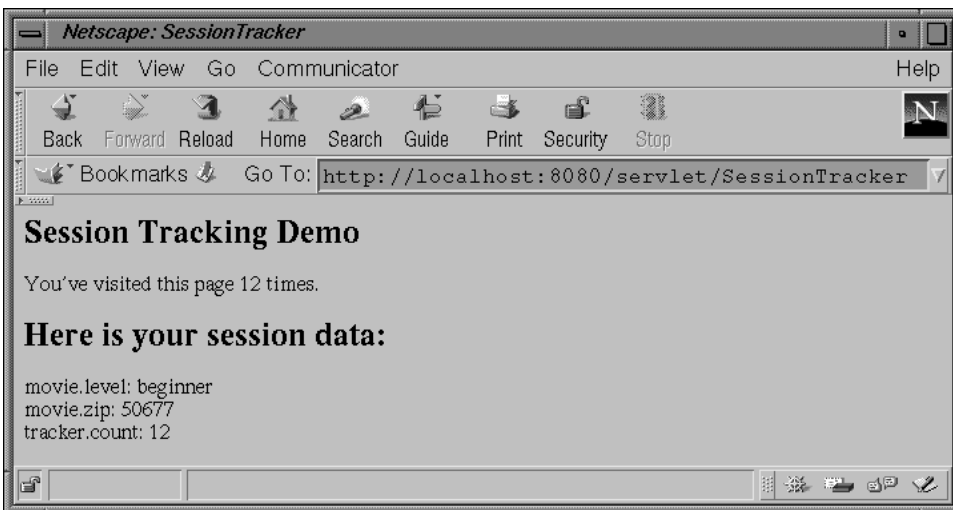 Netscape: SessionTracker
File Edit View Go Communicator Help
Back Forward Reload Home Search Guide Print Security Stop
N
Bookmarks Go To: http://localhost:8080/servlet/SessionTracker
Session Tracking Demo
You've visited this page 12 times.
Here is your session data:
movie.level: beginner
movie.zip: 50677
tracker.count: 12